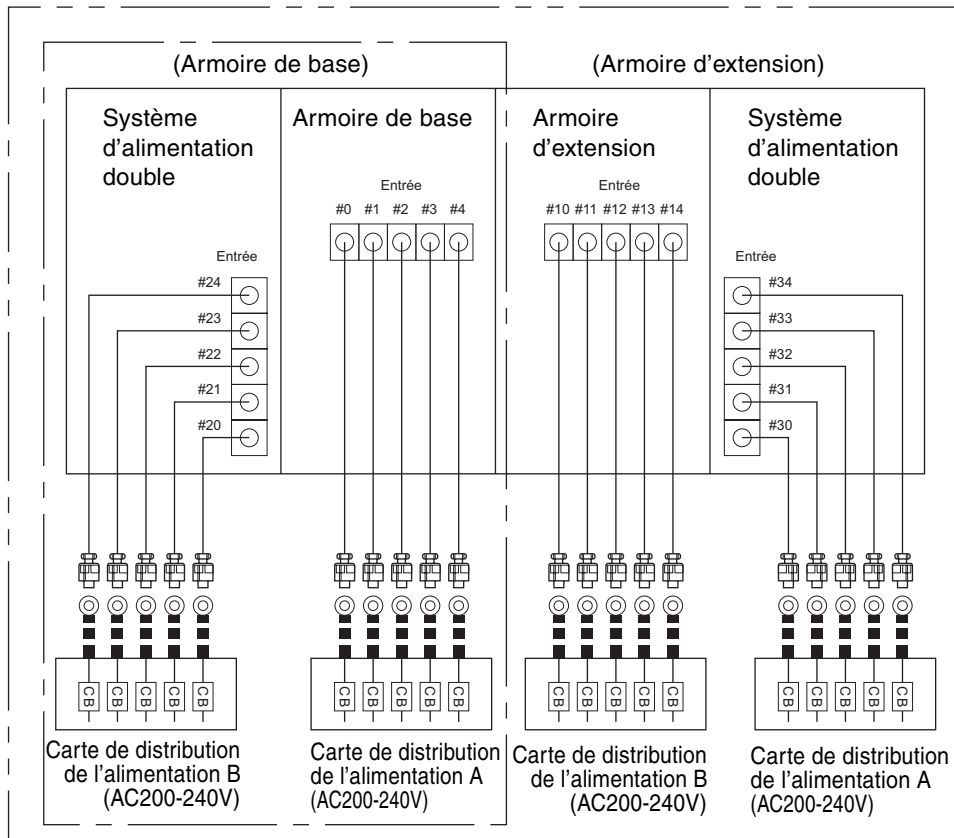 (Armoire de base)
(Armoire d'extension)
Système
d'alimentation
double
Armoire de base
Armoire
d'extension
Système
d'alimentation
double
Entrée
#0 #1 #2 #3 #4
Entrée
#10 #11 #12 #13 #14
Entrée
#24
#23
#22
#21
#20
Entrée
#34
#33
#32
#31
#30
CB CB CB CB CB
CB CB CB CB CB
CB CB CB CB CB
CB CB CB CB CB
Carte de distribution
de l'alimentation B
(AC200-240V)
Carte de distribution
de l'alimentation A
(AC200-240V)
Carte de distribution
de l'alimentation B
(AC200-240V)
Carte de distribution
de l'alimentation A
(AC200-240V)